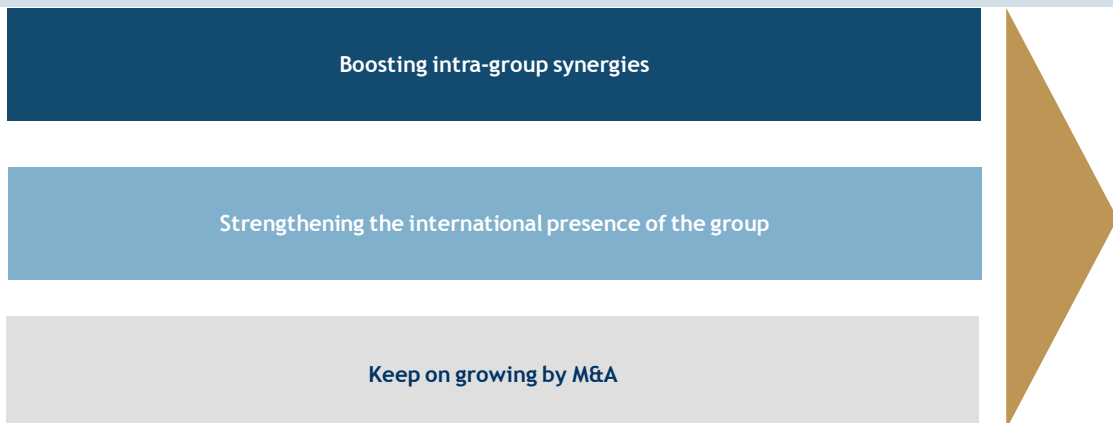 Boosting intra-group synergies
Strengthening the international presence of the group
Keep on growing by M&A